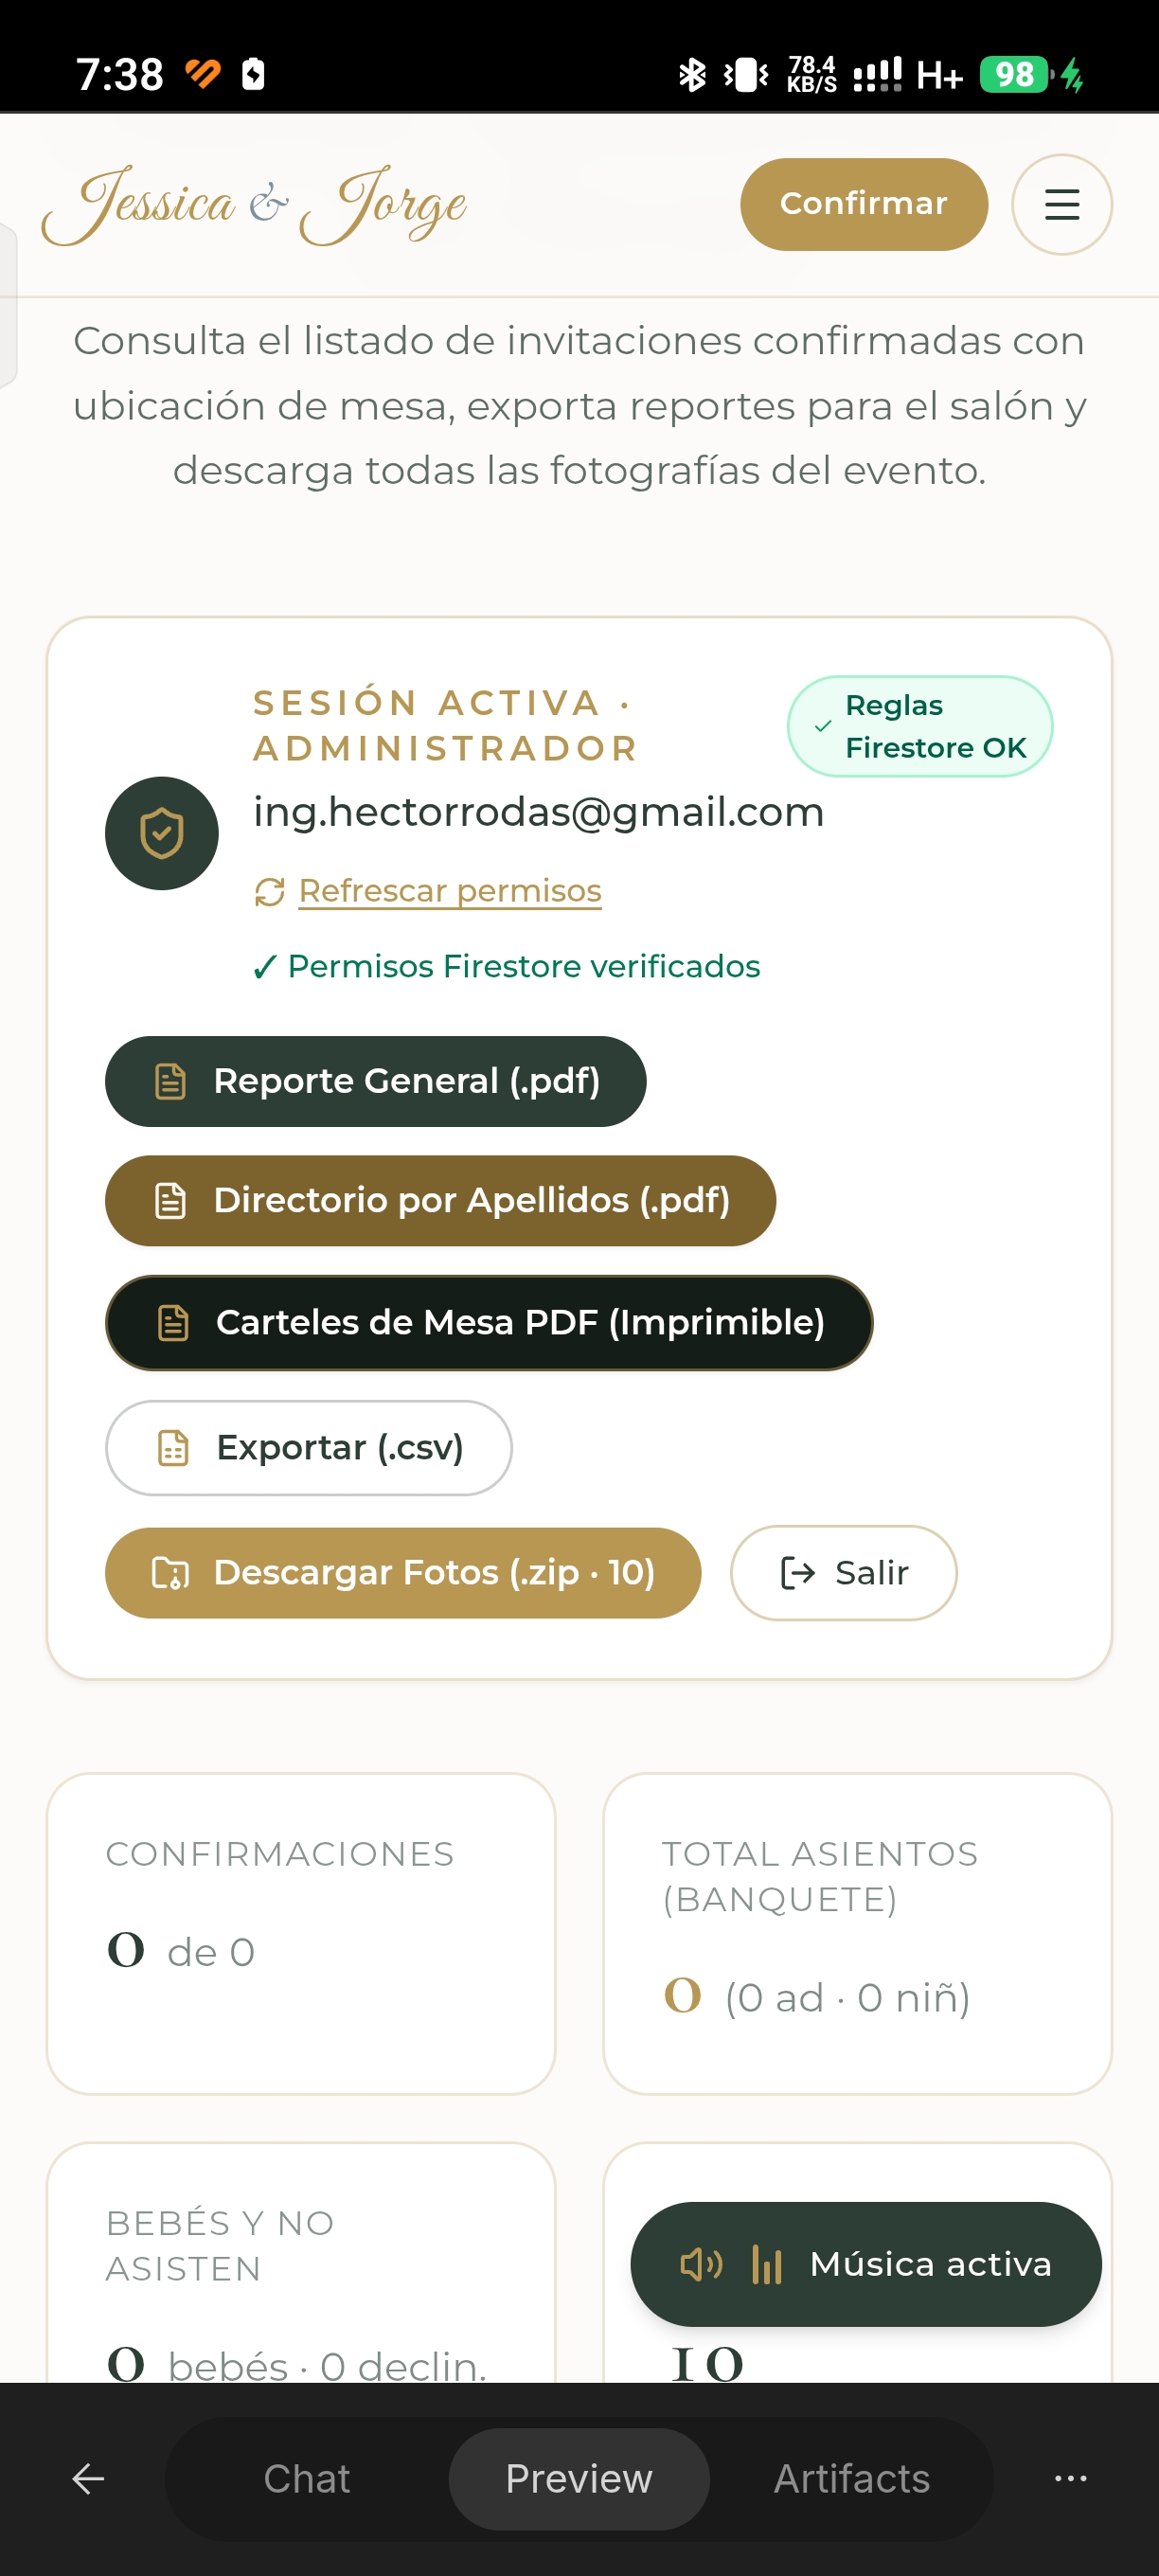 7:38
78.4
KB/S
H+
98
Jessica & Jorge
Confirmar
Consulta el listado de invitaciones confirmadas con
ubicación de mesa, exporta reportes para el salón y
descarga todas las fotografías del evento.
SESIÓN ACTIVA ·
ADMINISTRADOR
Reglas
Firestore OK
ing.hectorrodas@gmail.com
Refrescar permisos
✓ Permisos Firestore verificados
Reporte General (.pdf)
Directorio por Apellidos (.pdf)
Carteles de Mesa PDF (Imprimible)
Exportar (.csv)
Descargar Fotos (.zip · 10)
Salir
CONFIRMACIONES
0 de 0
TOTAL ASIENTOS
(BANQUETE)
0 (0 ad · 0 niñ)
BEBÉS Y NO
ASISTEN
0 bebés · 0 declin.
Música activa
10
Chat
Preview
Artifacts